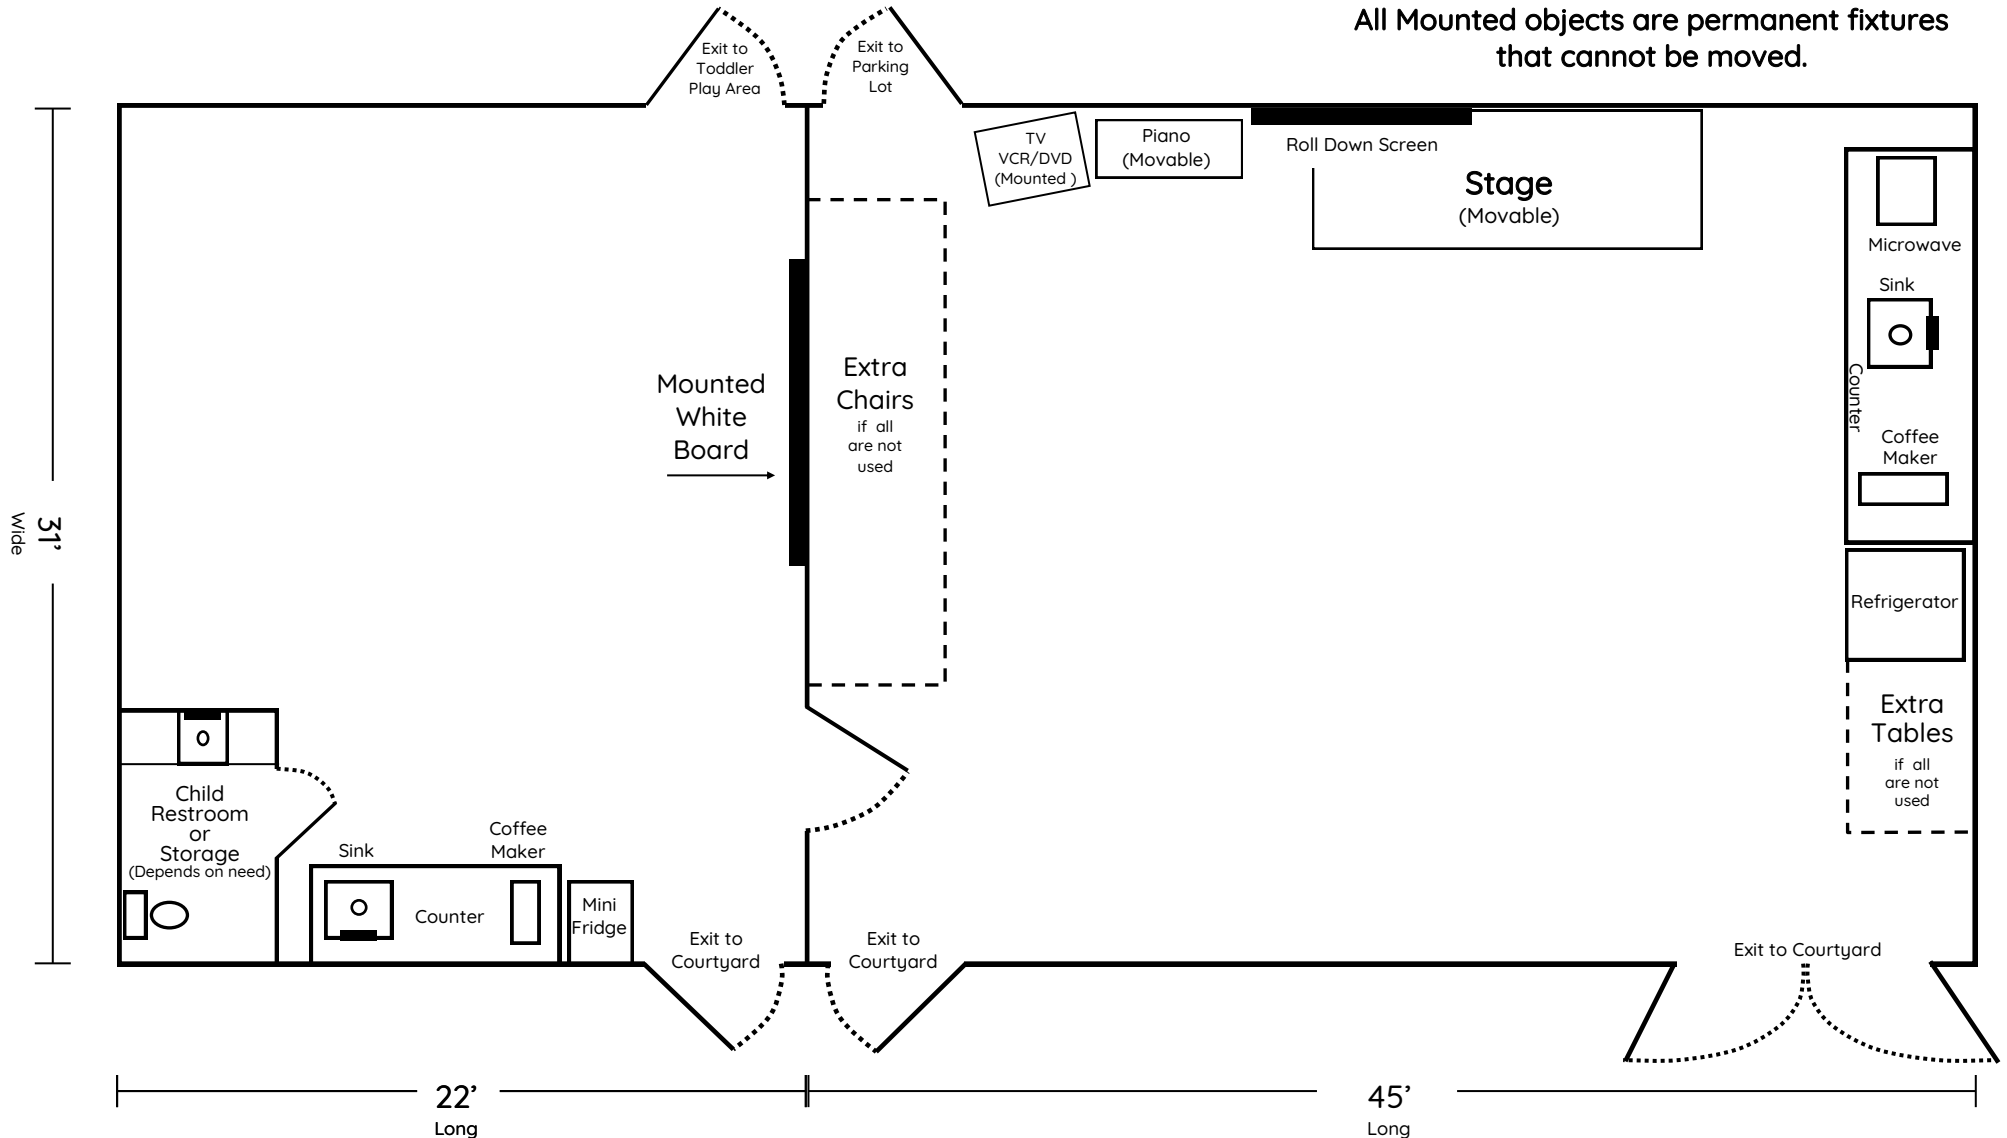 All Mounted objects are permanent fixtures
that cannot be moved.
Exit to
Toddler
Play Area
Exit to
Parking
Lot
TV
VCR/DVD
(Mounted )
Piano
(Movable)
Roll Down Screen
Stage
(Movable)
Microwave
Sink
Counter
Coffee
Maker
Refrigerator
Extra
Tables
if all
are not
used
Mounted
White
Board
Extra
Chairs
if all
are not
used
31’
Wide
Child
Restroom
or
Storage
(Depends on need)
Sink
Coffee
Maker
Counter
Mini
Fridge
Exit to
Courtyard
Exit to
Courtyard
Exit to Courtyard
22’
Long
45’
Long